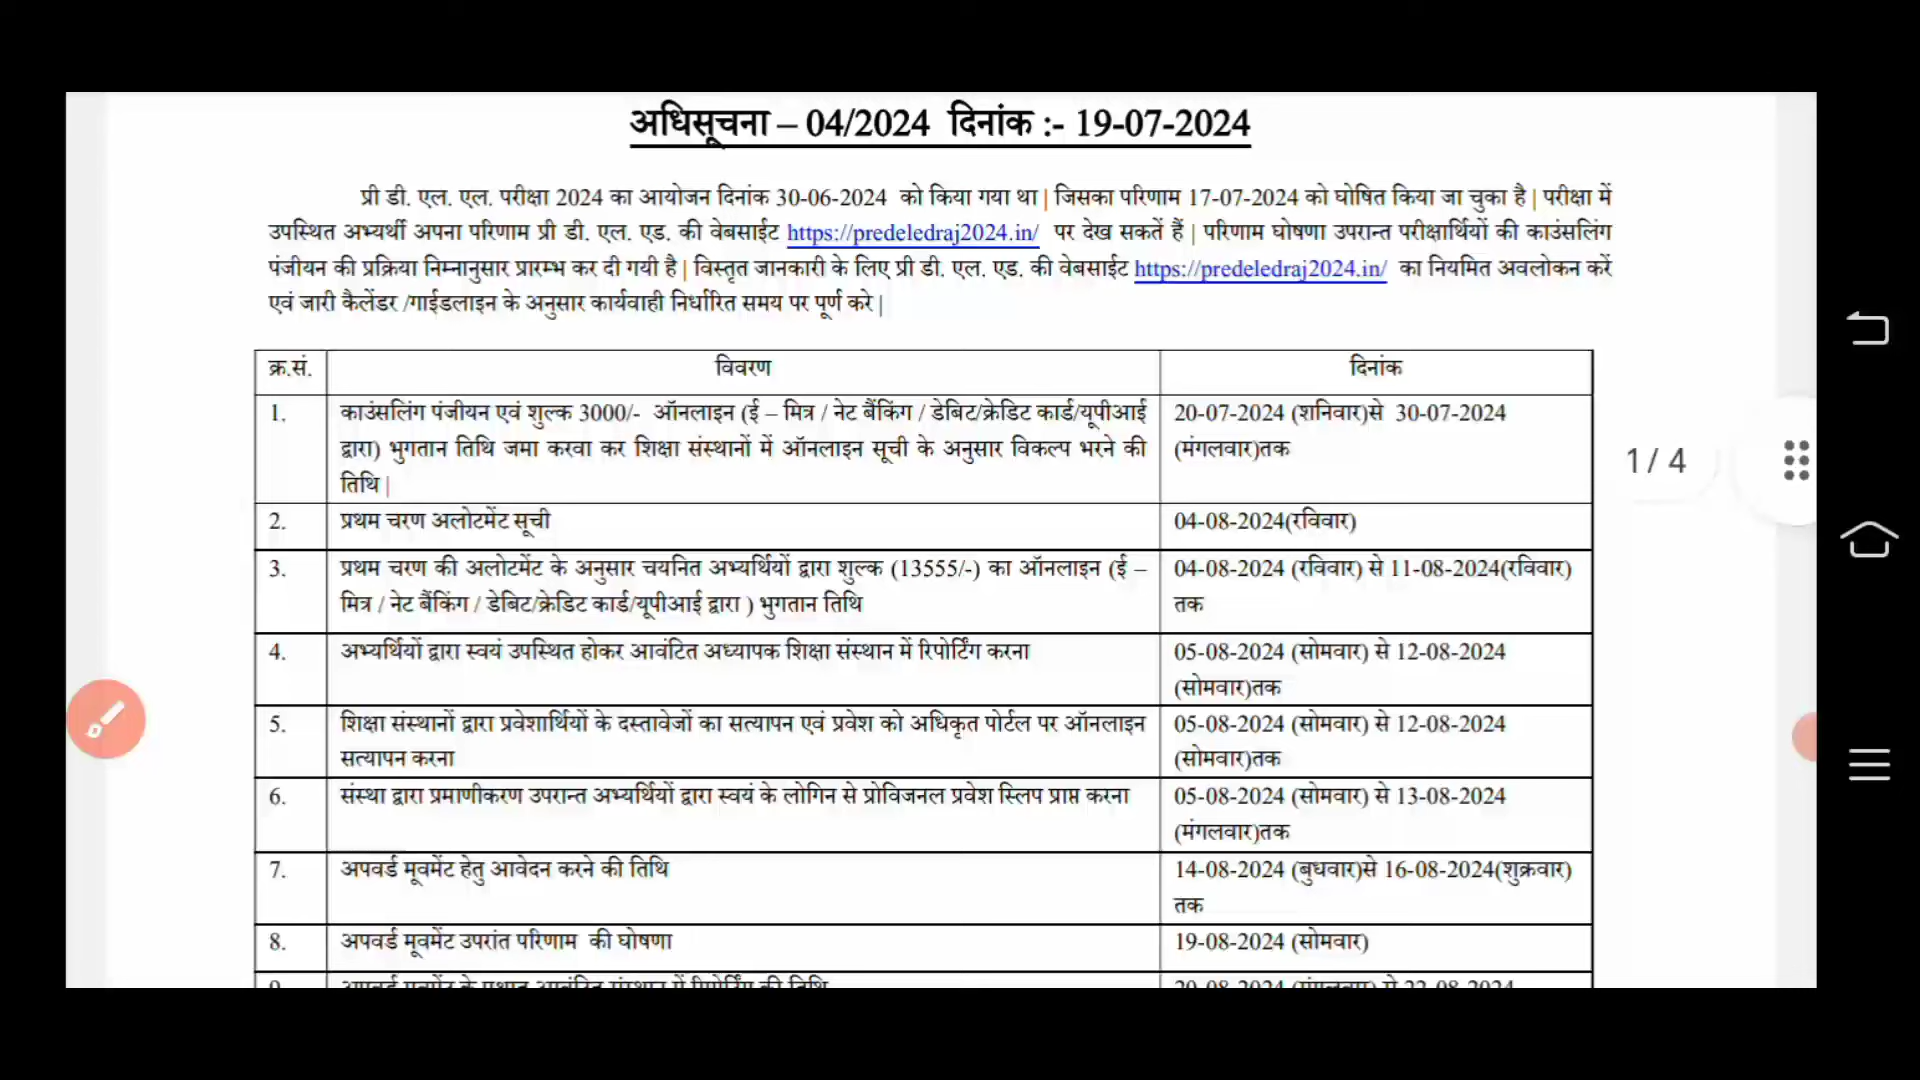 अधिसूचना – 04/2024 दिनांक :- 19-07-2024
प्री डी. एल. एल. परीक्षा 2024 का आयोजन दिनांक 30-06-2024 को किया गया था | जिसका परिणाम 17-07-2024 को घोषित किया जा चुका है | परीक्षा में
उपस्थित अभ्यर्थी अपना परिणाम प्री डी. एल. एड. की वेबसाईट https://predeledraj2024.in/ पर देख सकतें हैं | परिणाम घोषणा उपरान्त परीक्षार्थियों की काउंसलिंग
पंजीयन की प्रक्रिया निम्नानुसार प्रारम्भ कर दी गयी है | विस्तृत जानकारी के लिए प्री डी. एल. एड. की वेबसाईट https://predeledraj2024.in/ का नियमित अवलोकन करें
एवं जारी कैलेंडर /गाईडलाइन के अनुसार कार्यवाही निर्धारित समय पर पूर्ण करे |
क्र.सं. विवरण दिनांक
1. काउंसलिंग पंजीयन एवं शुल्क 3000/- ऑनलाइन (ई – मित्र / नेट बैंकिंग / डेबिट/क्रेडिट कार्ड/यूपीआई 20-07-2024 (शनिवार)से 30-07-2024
द्वारा) भुगतान तिथि जमा करवा कर शिक्षा संस्थानों में ऑनलाइन सूची के अनुसार विकल्प भरने की (मंगलवार)तक
तिथि |
1 / 4
2. प्रथम चरण अलोटमेंट सूची 04-08-2024(रविवार)
3. प्रथम चरण की अलोटमेंट के अनुसार चयनित अभ्यर्थियों द्वारा शुल्क (13555/-) का ऑनलाइन (ई – 04-08-2024 (रविवार) से 11-08-2024(रविवार)
मित्र / नेट बैंकिंग / डेबिट/क्रेडिट कार्ड/यूपीआई द्वारा ) भुगतान तिथि तक
4. अभ्यर्थियों द्वारा स्वयं उपस्थित होकर आवंटित अध्यापक शिक्षा संस्थान में रिपोर्टिंग करना 05-08-2024 (सोमवार) से 12-08-2024
(सोमवार)तक
5. शिक्षा संस्थानों द्वारा प्रवेशार्थियों के दस्तावेजों का सत्यापन एवं प्रवेश को अधिकृत पोर्टल पर ऑनलाइन 05-08-2024 (सोमवार) से 12-08-2024
सत्यापन करना (सोमवार)तक
6. संस्था द्वारा प्रमाणीकरण उपरान्त अभ्यर्थियों द्वारा स्वयं के लोगिन से प्रोविजनल प्रवेश स्लिप प्राप्त करना 05-08-2024 (सोमवार) से 13-08-2024
(मंगलवार)तक
7. अपवर्ड मूवमेंट हेतु आवेदन करने की तिथि 14-08-2024 (बुधवार)से 16-08-2024(शुक्रवार)
तक
8. अपवर्ड मूवमेंट उपरांत परिणाम की घोषणा 19-08-2024 (सोमवार)